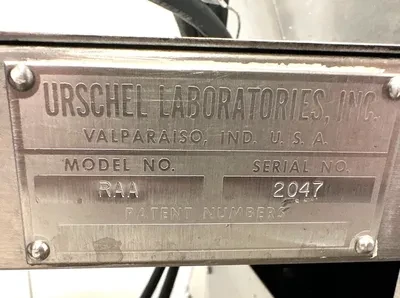 URSCHEL LABORATORIES, INC.
VALPARAISO, IND. U. S. A.
MODEL NO. SERIAL NO.
RAA 2047
PATENT NUMBERS